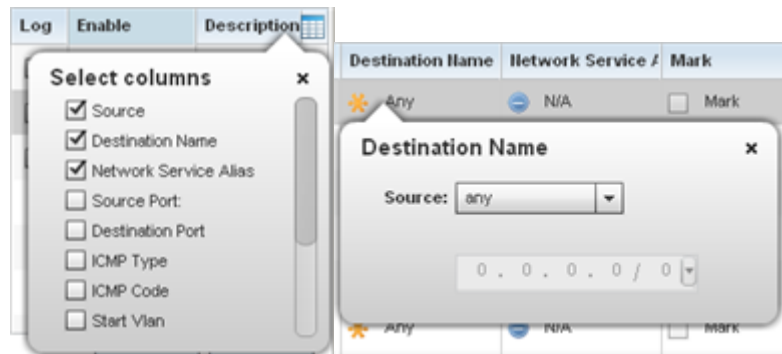 Log Enable Description
Select columns ×
Source
Destination Name
Network Service Alias
Source Port:
Destination Port
ICMP Type
ICMP Code
Start Vlan
Destination Name Network Service A Mark
Any N/A Mark
Destination Name ×
Source: any
0 . 0 . 0 . 0 / 0
Any N/A Mark